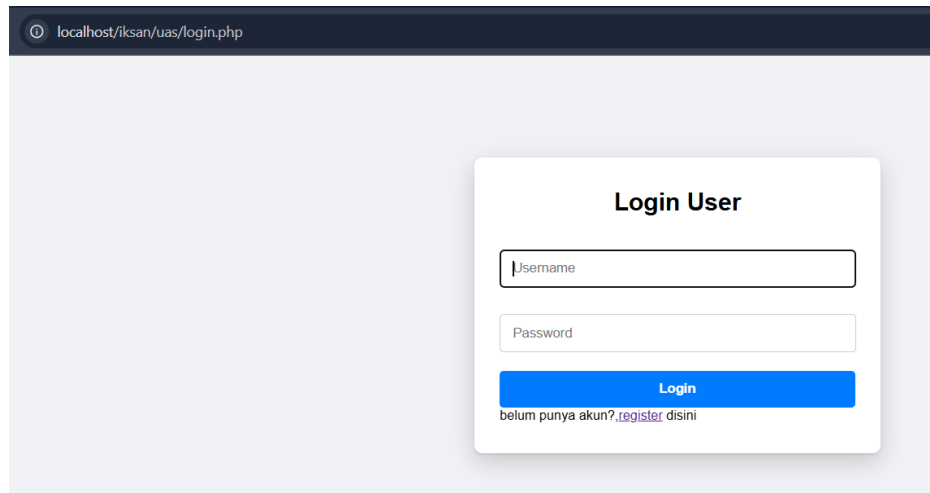 localhost/iksan/uas/login.php
Login User
Username
Password
Login
belum punya akun?,register disini